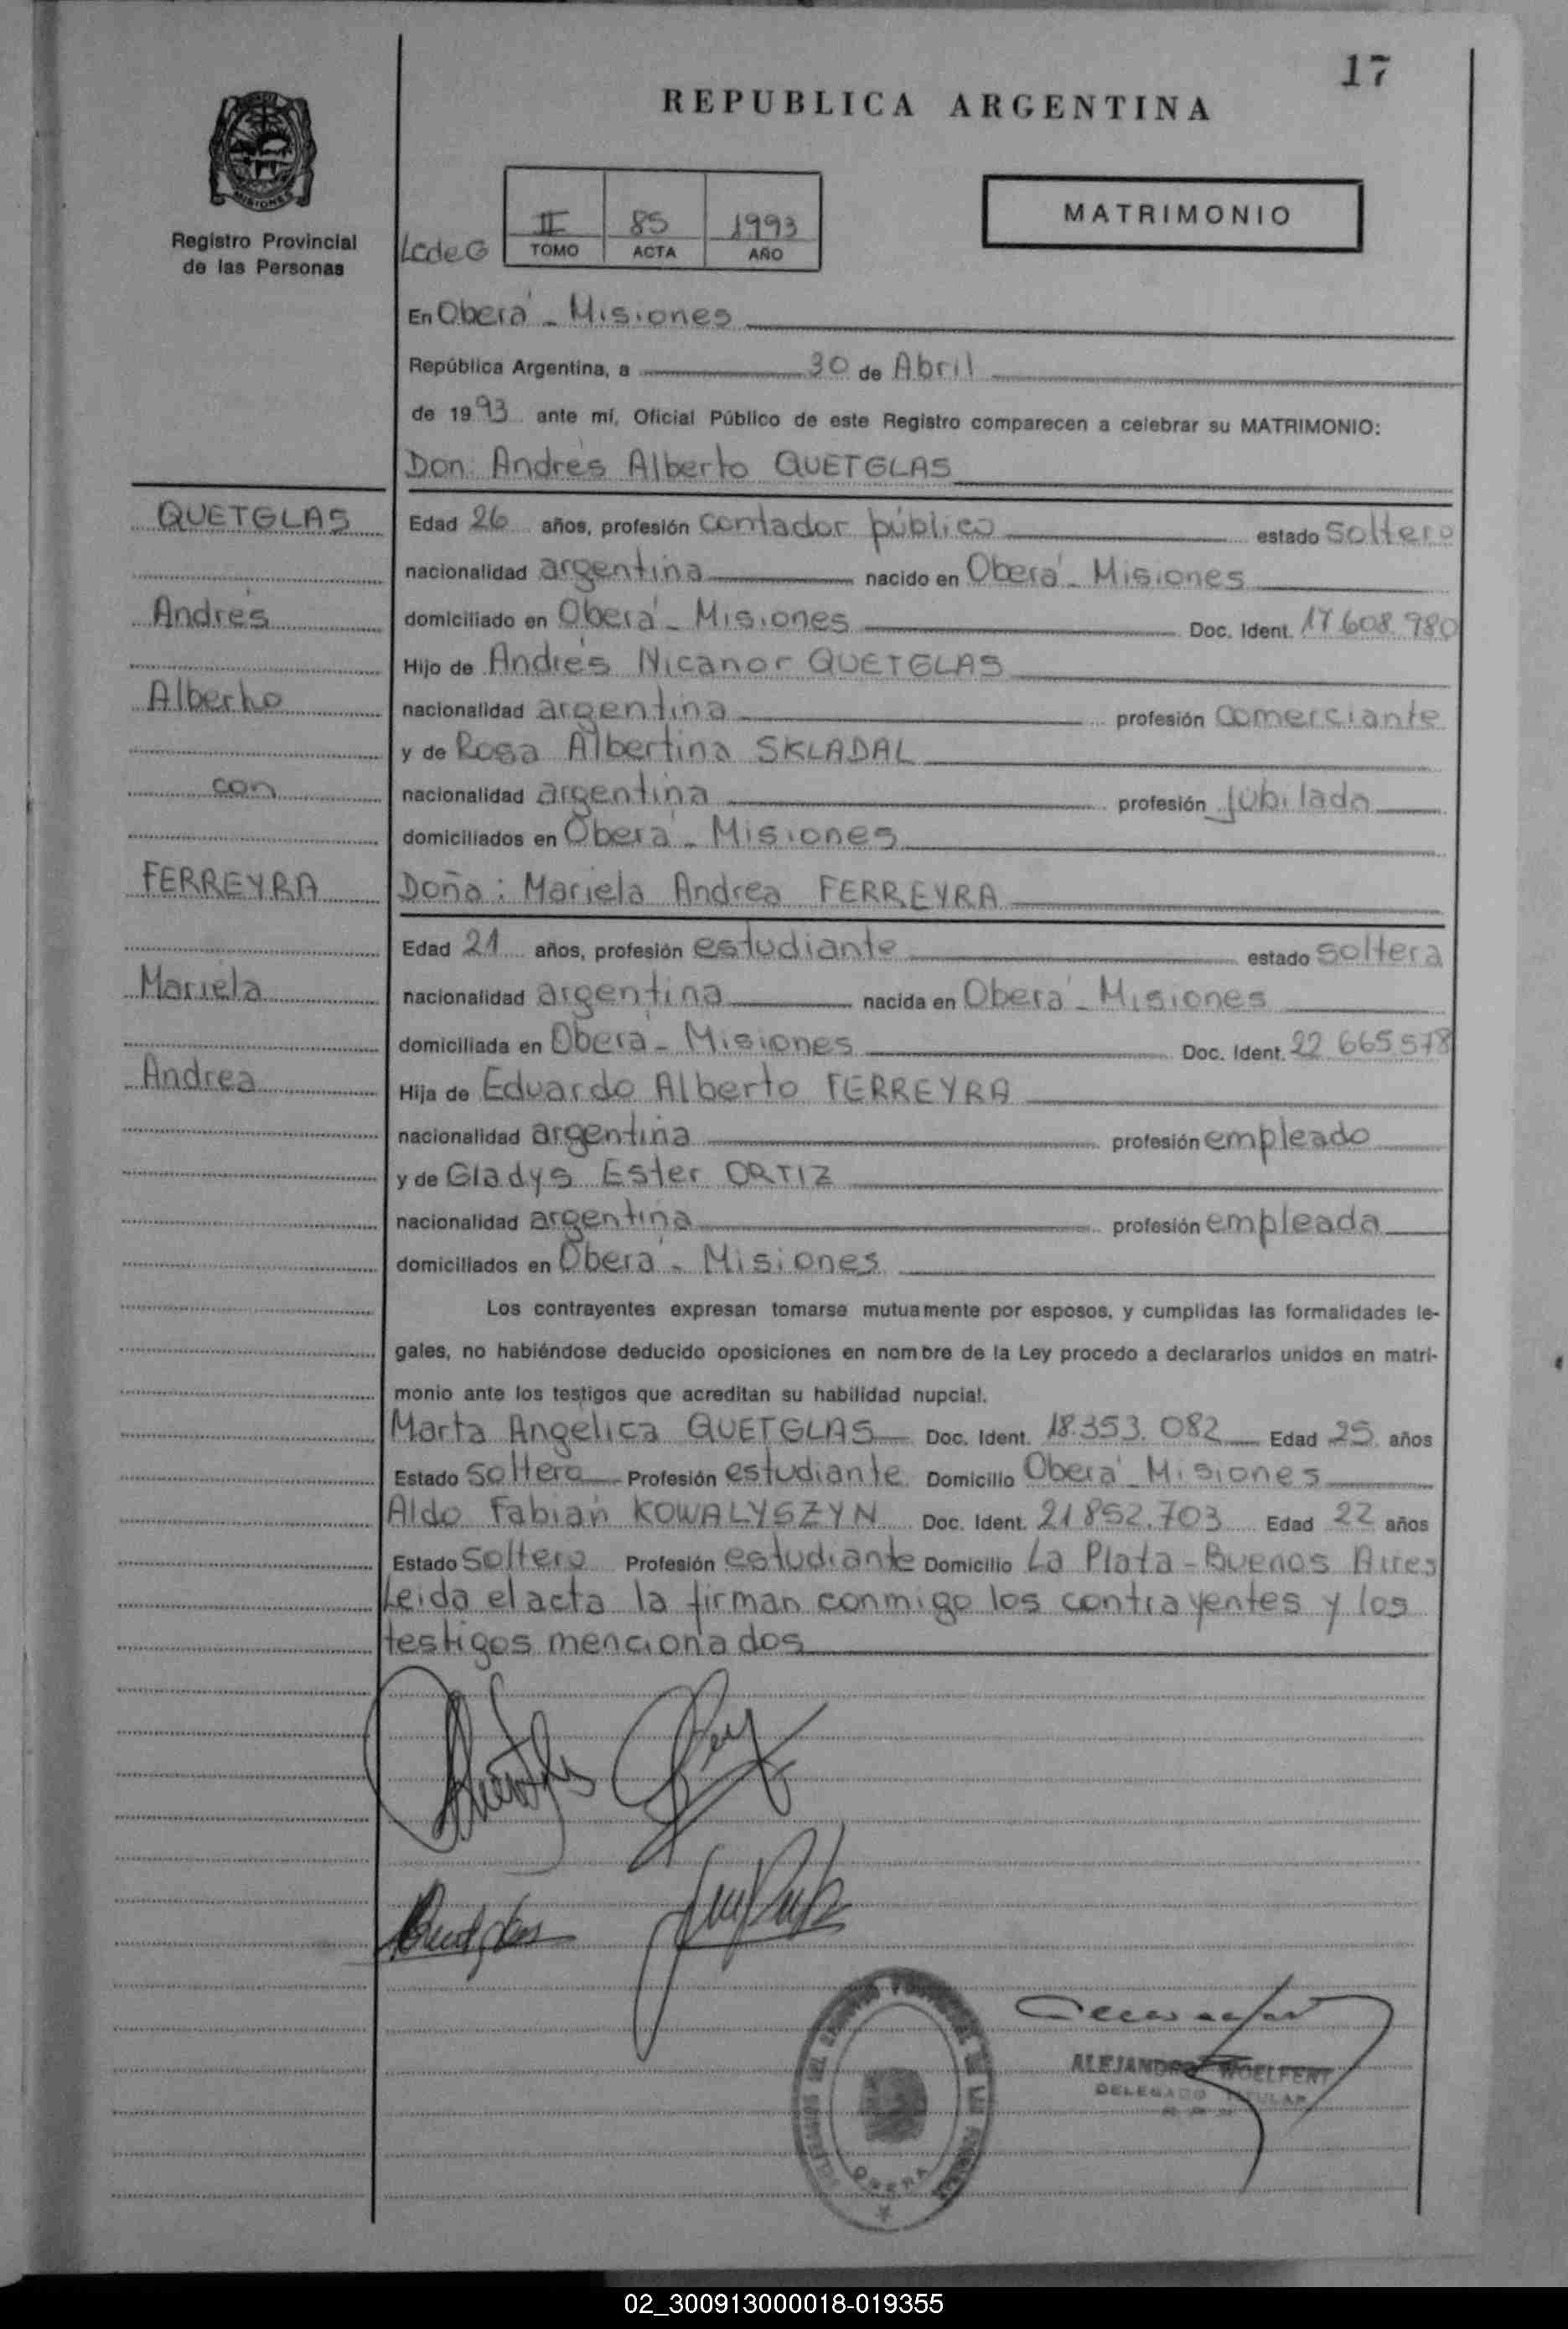 17
REPUBLICA ARGENTINA
MISIONES
Registro Provincial
de las Personas
MATRIMONIO
LcdeG
II 85 1993
TOMO ACTA AÑO
En Oberá - Misiones
República Argentina, a 30 de Abril
de 1993 ante mí, Oficial Público de este Registro comparecen a celebrar su MATRIMONIO:
Don: Andrés Alberto QUETGLAS
QUETGLAS
Andrés
Alberto
con
FERREYRA
Mariela
Andrea
Edad 26 años, profesión contador público estado soltero
nacionalidad argentina nacido en Oberá - Misiones
domiciliado en Oberá - Misiones Doc. Ident. 17.608.980
Hijo de Andrés Nicanor QUETGLAS
nacionalidad argentina profesión comerciante
y de Rosa Albertina SKLADAL
nacionalidad argentina profesión jubilada
domiciliados en Oberá - Misiones
Doña: Mariela Andrea FERREYRA
Edad 21 años, profesión estudiante estado soltera
nacionalidad argentina nacida en Oberá - Misiones
domiciliada en Oberá - Misiones Doc. Ident. 22.665.578
Hija de Eduardo Alberto FERREYRA
nacionalidad argentina profesión empleado
y de Gladys Ester ORTIZ
nacionalidad argentina profesión empleada
domiciliados en Oberá - Misiones
Los contrayentes expresan tomarse mutuamente por esposos, y cumplidas las formalidades le-
gales, no habiéndose deducido oposiciones en nombre de la Ley procedo a declararlos unidos en matri-
monio ante los testigos que acreditan su habilidad nupcial.
Marta Angelica QUETGLAS Doc. Ident. 18.353.082 Edad 25 años
Estado soltera Profesión estudiante Domicilio Oberá - Misiones
Aldo Fabián KOWALYSZYN Doc. Ident. 21852.703 Edad 22 años
Estado soltero Profesión estudiante Domicilio La Plata - Buenos Aires
Leida el acta la firman conmigo los contrayentes y los
testigos mencionados
ALEJANDRO WOELFERT
DELEGADO TITULAR
OBERA
02_300913000018-019355